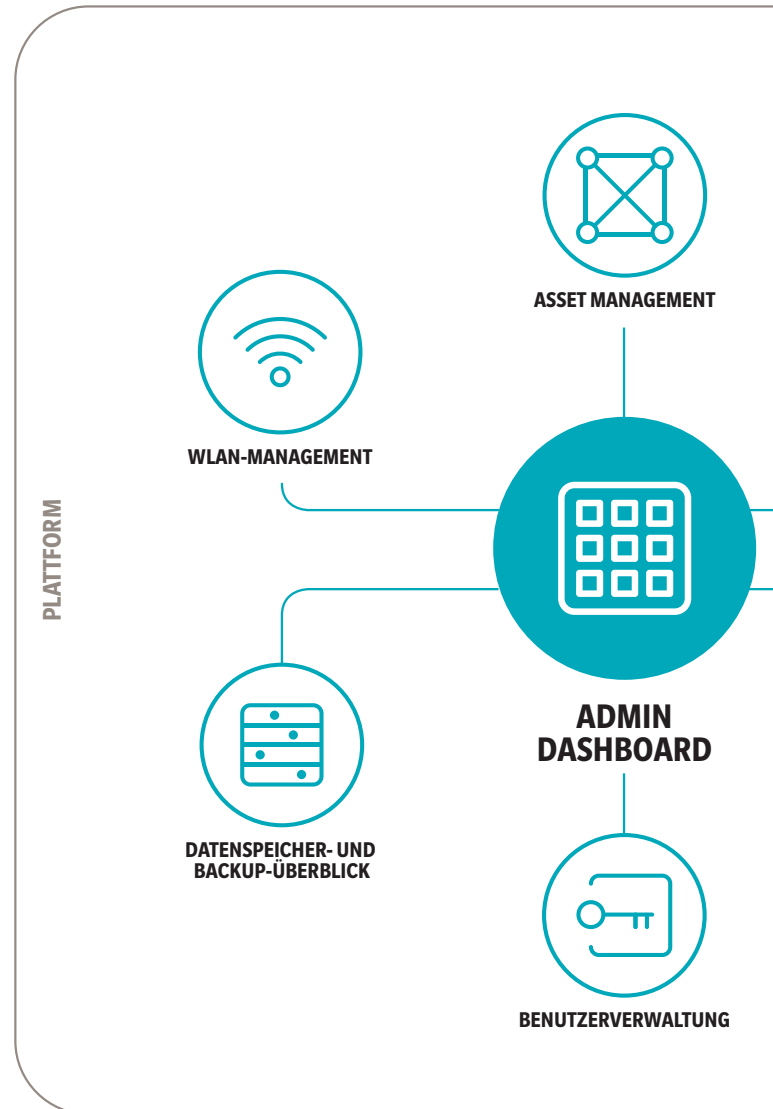 ASSET MANAGEMENT
WLAN-MANAGEMENT
PLATTFORM
ADMIN
DASHBOARD
DATENSPEICHER- UND
BACKUP-ÜBERBLICK
BENUTZERVERWALTUNG